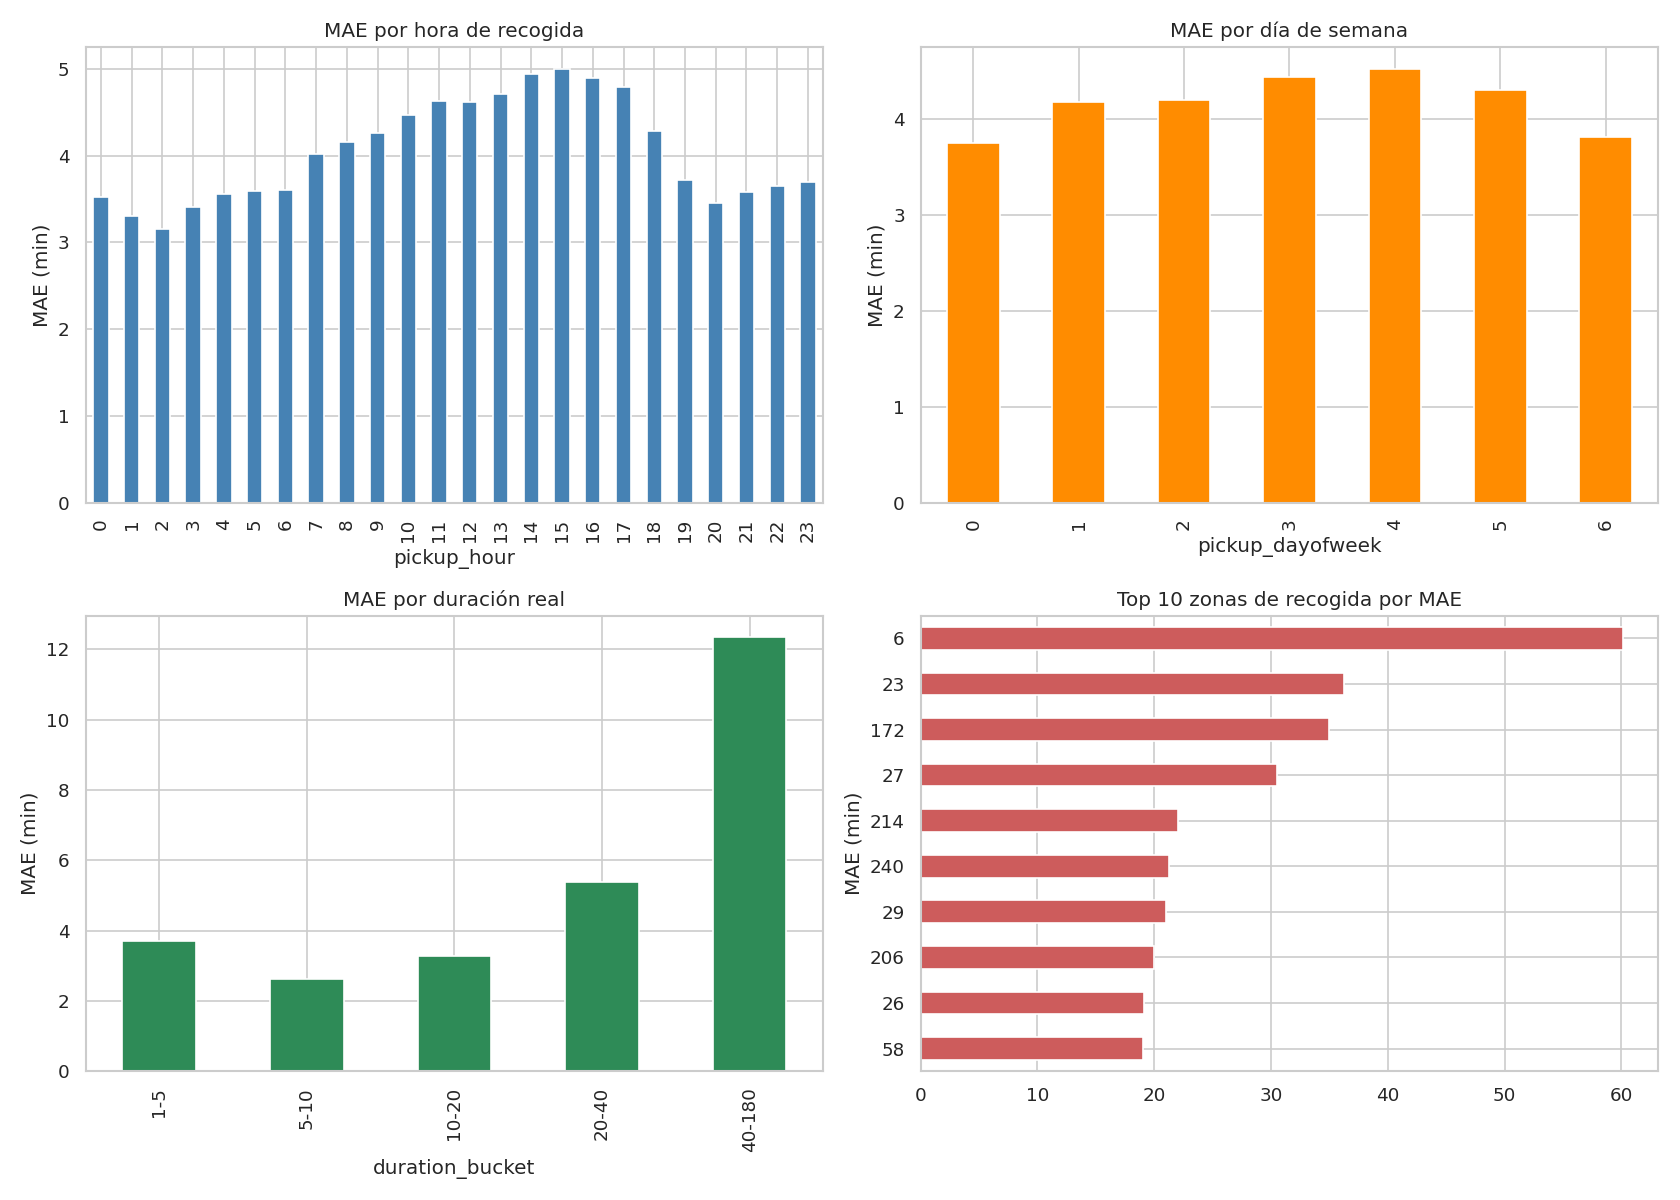 MAE por hora de recogida
MAE (min)
5
4
3
2
1
0
0 1 2 3 4 5 6 7 8 9 10 11 12 13 14 15 16 17 18 19 20 21 22 23
pickup_hour
MAE por día de semana
MAE (min)
4
3
2
1
0
0 1 2 3 4 5 6
pickup_dayofweek
MAE por duración real
MAE (min)
12
10
8
6
4
2
0
1-5 5-10 10-20 20-40 40-180
duration_bucket
Top 10 zonas de recogida por MAE
MAE (min)
6
23
172
27
214
240
29
206
26
58
0 10 20 30 40 50 60